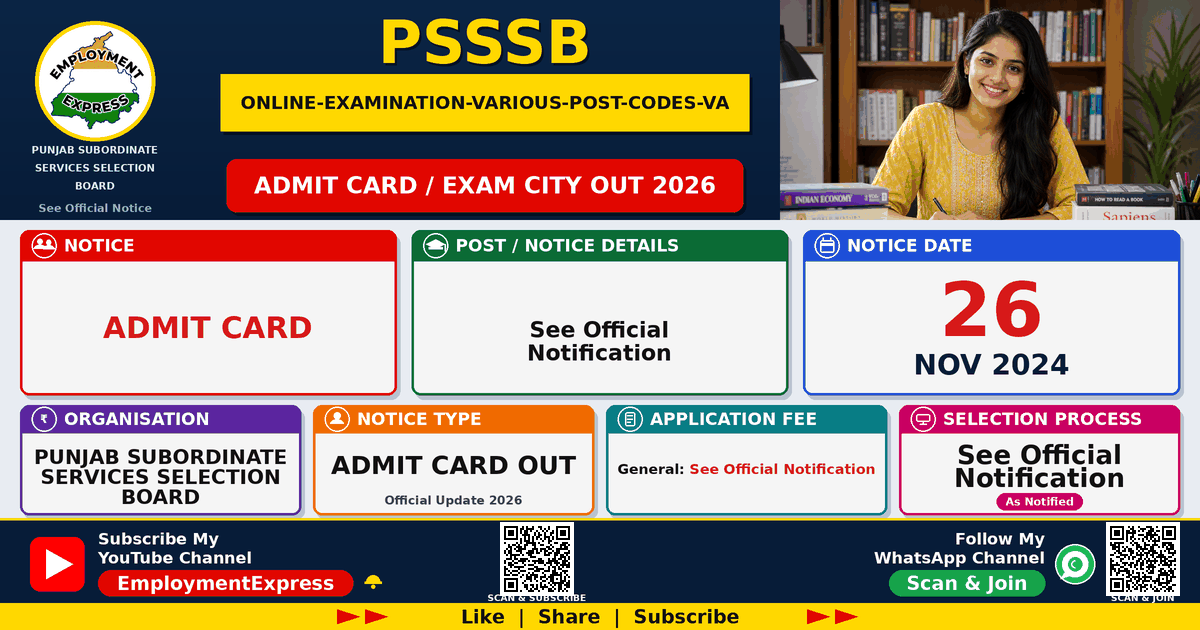 PSSSB
ONLINE-EXAMINATION-VARIOUS-POST-CODES-VA
ADMIT CARD / EXAM CITY OUT 2026
EMPLOYMENT
EXPRESS
PUNJAB SUBORDINATE
SERVICES SELECTION
BOARD
See Official Notice
INDIAN ECONOMY
HOW TO READ A BOOK
Sapiens
NOTICE
ADMIT CARD
POST / NOTICE DETAILS
See Official
Notification
NOTICE DATE
26
NOV 2024
₹
ORGANISATION
PUNJAB SUBORDINATE
SERVICES SELECTION
BOARD
NOTICE TYPE
ADMIT CARD OUT
Official Update 2026
APPLICATION FEE
General: See Official Notification
SELECTION PROCESS
See Official
Notification
As Notified
Subscribe My
YouTube Channel
EmploymentExpress
SCAN & SUBSCRIBE
Follow My
WhatsApp Channel
Scan & Join
SCAN & JOIN
Like | Share | Subscribe